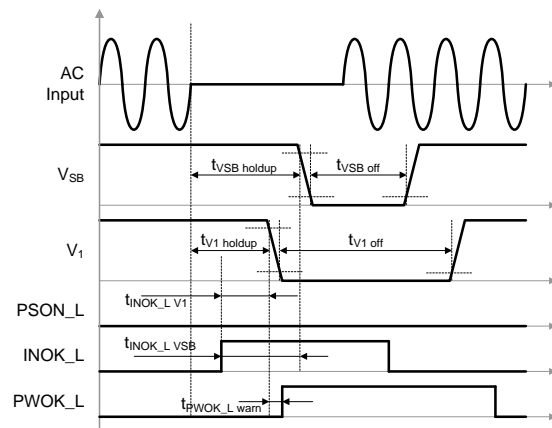 AC
Input
VSB
tVSB holdup
tVSB off
V1
tV1 holdup
tV1 off
PSON_L
tINOK_L V1
INOK_L
tINOK_L VSB
PWOK_L
tPWOK_L warn